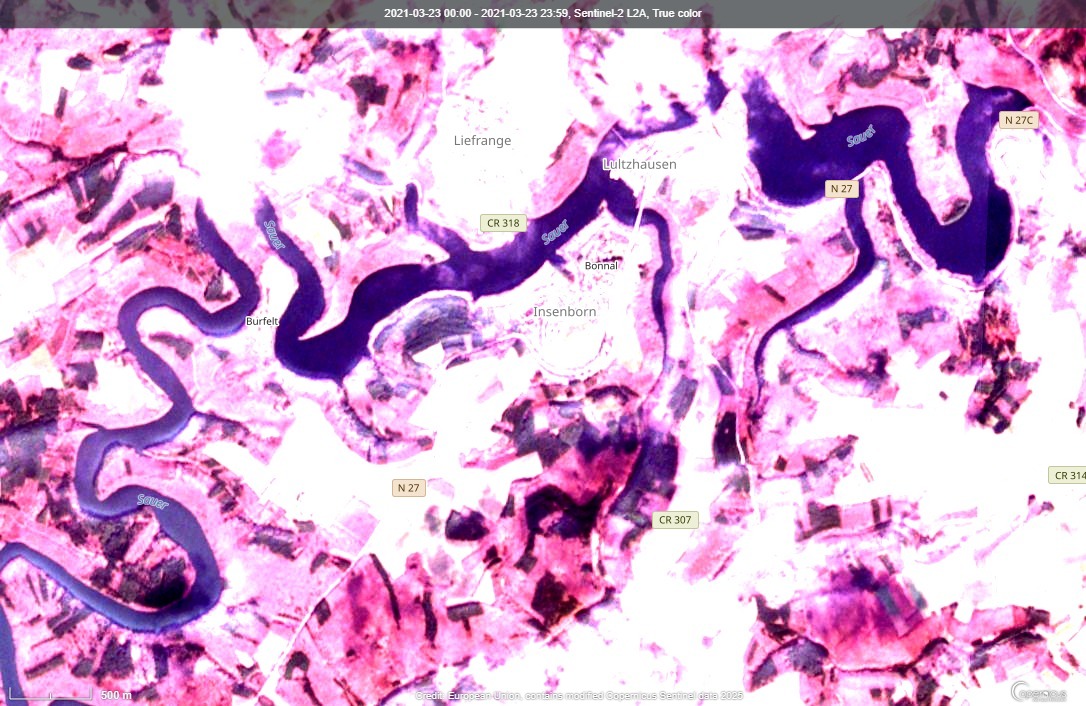 2021-03-23 00:00 - 2021-03-23 23:59, Sentinel-2 L2A, True color
N 27C
Sauer
Liefrange
Lultzhausen
N 27
CR 318
Sauer
Sauer
Bonnal
Insenborn
Burfelt
CR 314
N 27
Sauer
CR 307
500 m
Credit: European Union, contains modified Copernicus Sentinel data 2025
opernicus